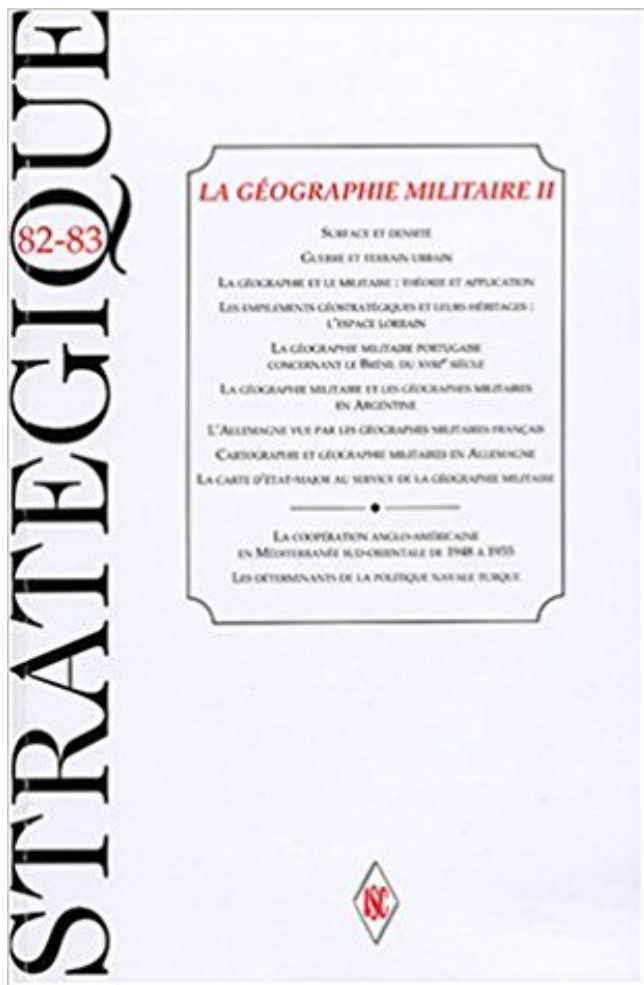 STRATEGIQUE
82-83
LA GÉOGRAPHIE MILITAIRE II
SURFACE ET DENSITÉ
GUERRE ET TERRAIN URBAIN
LA GÉOGRAPHIE ET LE MILITAIRE : THÉORIE ET APPLICATION
LES EMPILEMENTS GÉOSTRATÉGIQUES ET LEURS HÉRITAGES :
L'ESPACE LORRAIN
LA GÉOGRAPHIE MILITAIRE PORTUGAISE
CONCERNANT LE BRÉSIL DU XVIIIe SIÈCLE
LA GÉOGRAPHIE MILITAIRE ET LES GÉOGRAPHES MILITAIRES
EN ARGENTINE
L'ALLEMAGNE VUE PAR LES GÉOGRAPHES MILITAIRES FRANÇAIS
CARTOGRAPHIE ET GÉOGRAPHIE MILITAIRES EN ALLEMAGNE
LA CARTE D'ÉTAT-MAJOR AU SERVICE DE LA GÉOGRAPHIE MILITAIRE
LA COOPÉRATION ANGLO-AMÉRICAINE
EN MÉDITERRANÉE SUD-ORIENTALE DE 1948 À 1955
LES DÉTERMINANTS DE LA POLITIQUE NAVALE TURQUE
ISC